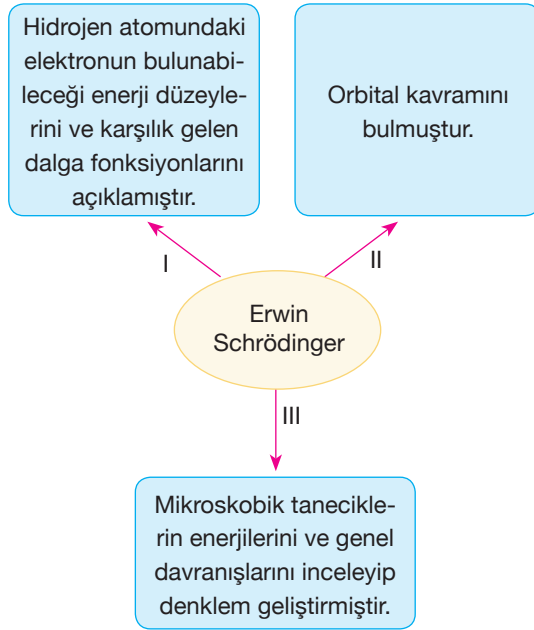 Hidrojen atomundaki
elektronun bulunabi-
leceği enerji düzeyle-
rini ve karşılık gelen
dalga fonksiyonlarını
açıklamıştır.
Orbital kavramını
bulmuştur.
I
II
Erwin
Schrödinger
III
Mikroskobik tanecikle-
rin enerjilerini ve genel
davranışlarını inceleyip
denklem geliştirmiştir.